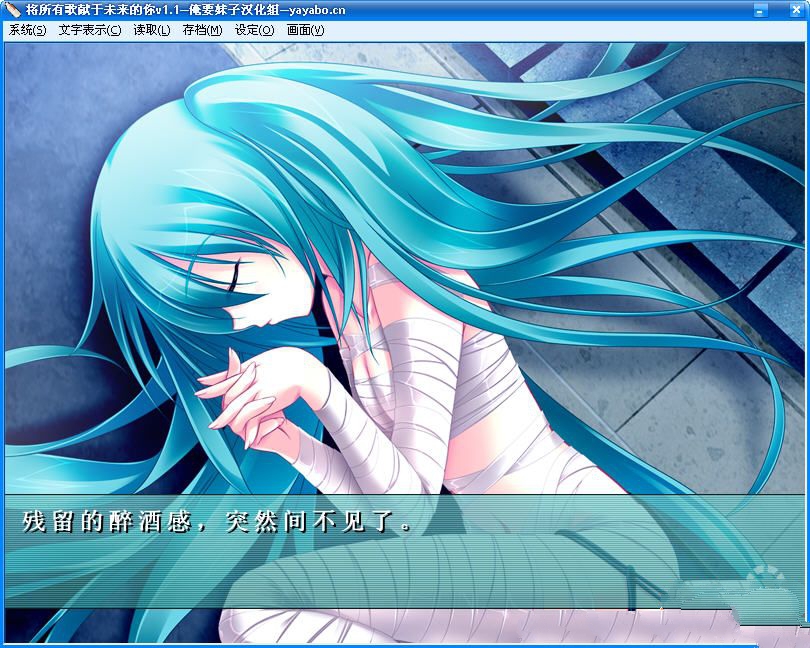 将所有歌献于未来的你v1.1—俺要妹子汉化组—yayabo.cn
系统(S) 文字表示(C) 读取(L) 存档(M) 设定(O) 画面(V)
残留的醉酒感，突然间不见了。